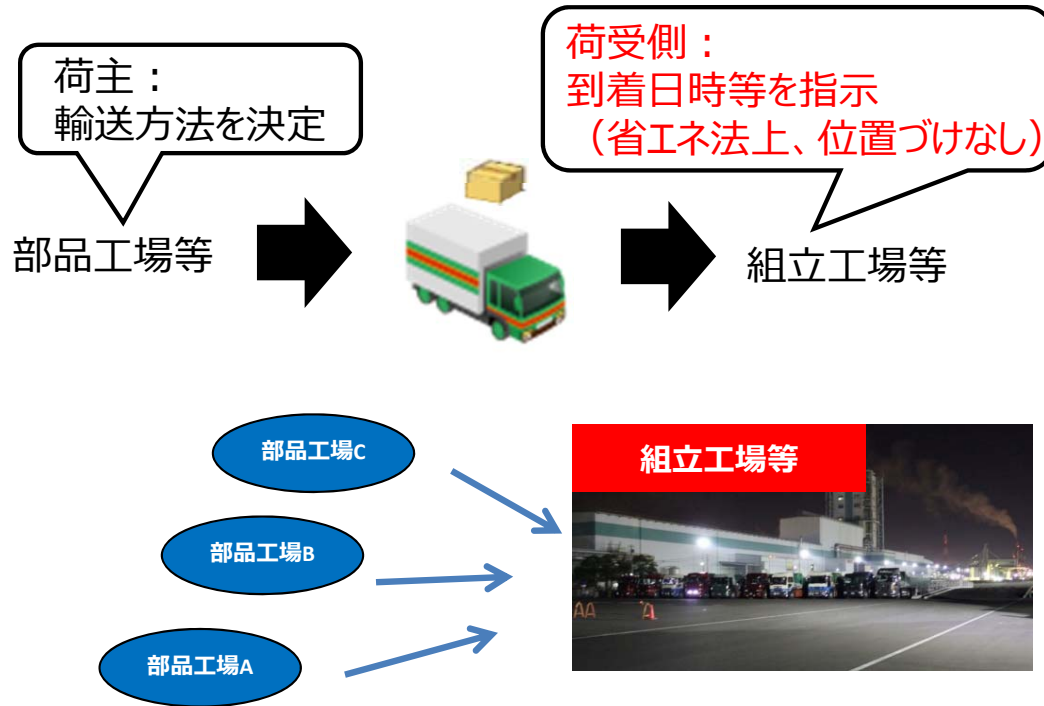 荷主：
輸送方法を決定
荷受側：
到着日時等を指示
（省エネ法上、位置づけなし）
部品工場等
組立工場等
部品工場C
組立工場等
部品工場B
部品工場A